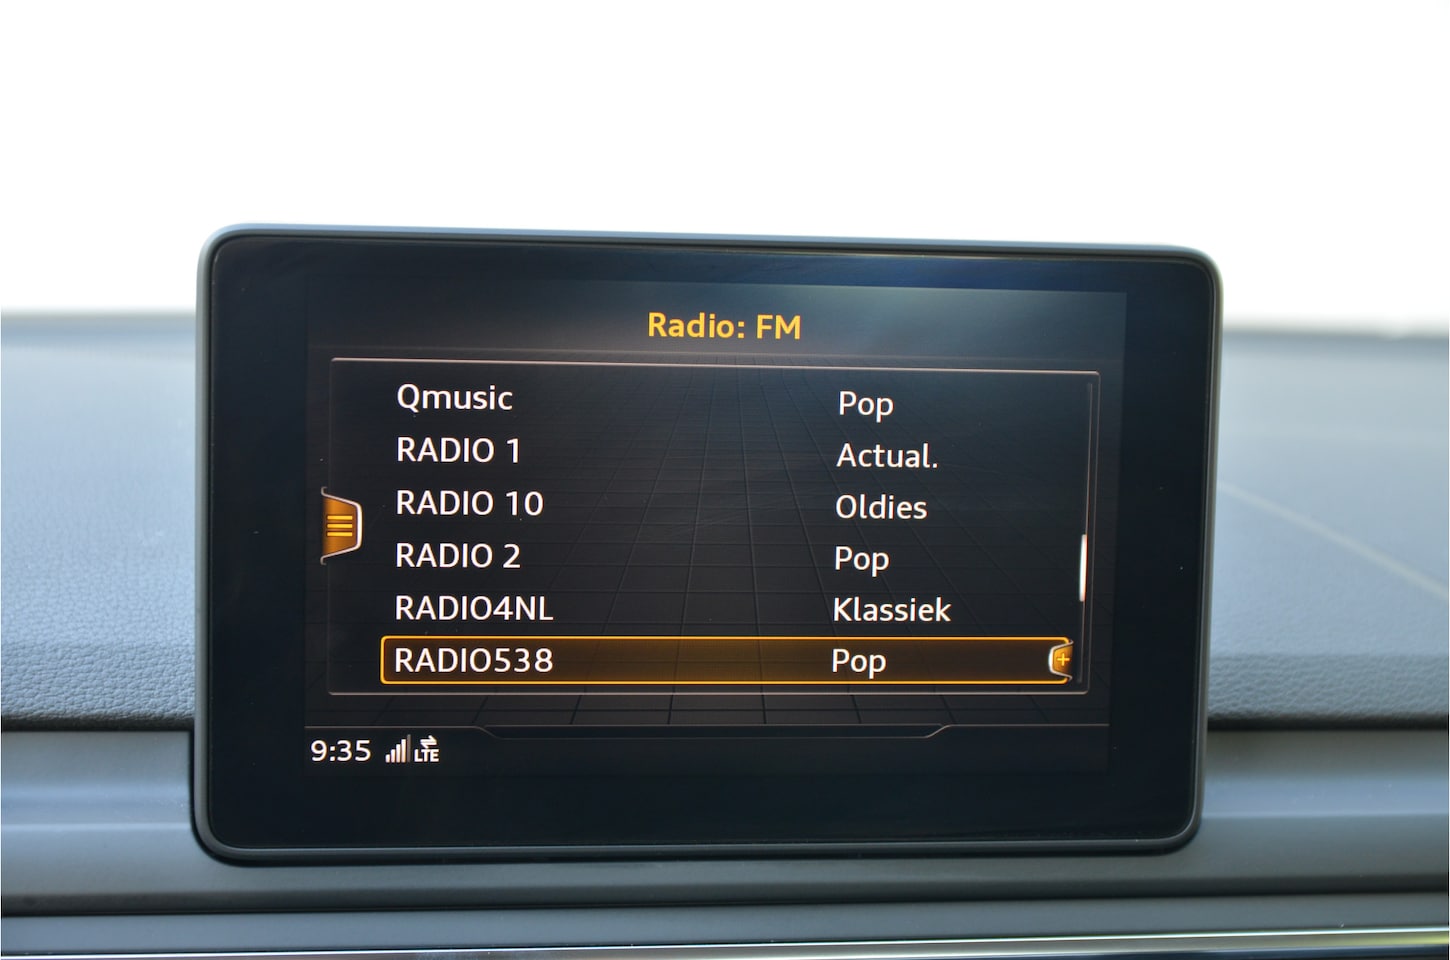 Radio: FM
Qmusic Pop
RADIO 1 Actual.
RADIO 10 Oldies
RADIO 2 Pop
RADIO4NL Klassiek
RADIO538 Pop
9:35 LTE